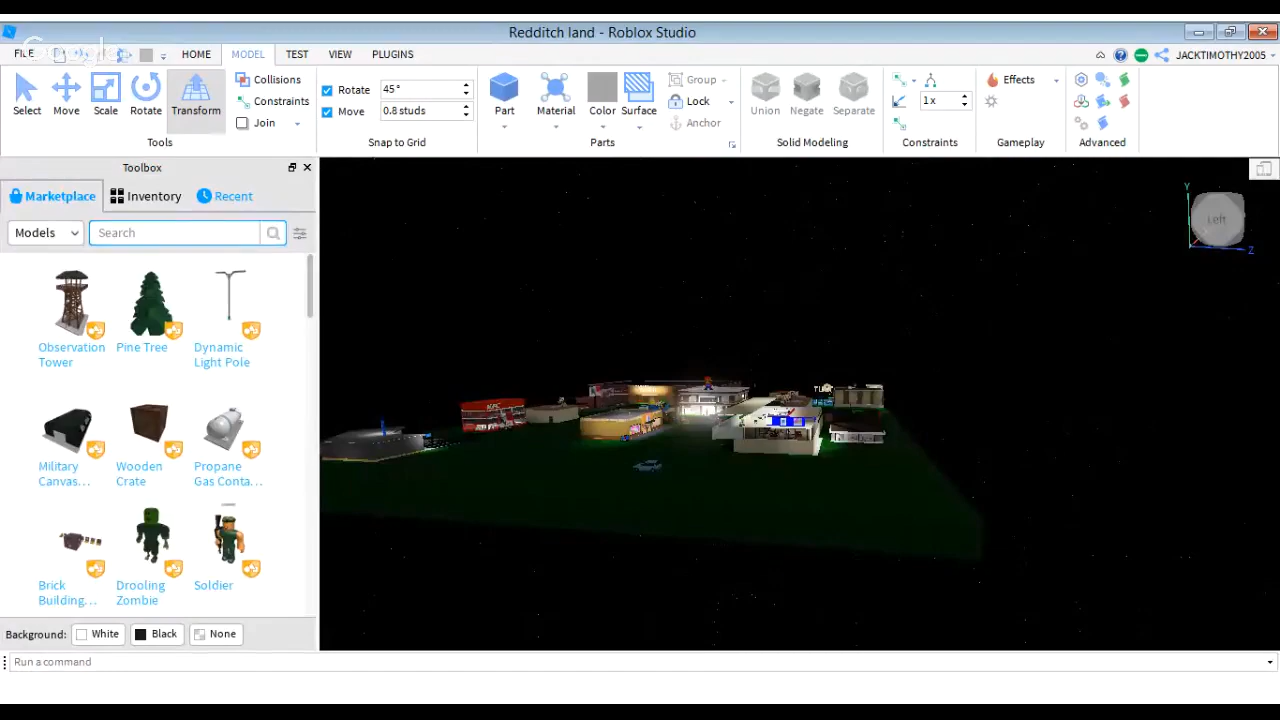 Redditch land - Roblox Studio
FILE
HOME
MODEL
TEST
VIEW
PLUGINS
JACKTIMOTHY2005
Select
Move
Scale
Rotate
Transform
Collisions
Constraints
Join
Tools
Rotate
45°
Move
0.8 studs
Snap to Grid
Part
Material
Color
Surface
Group
Lock
Anchor
Parts
Union
Negate
Separate
Solid Modeling
1 x
Constraints
Effects
Gameplay
Advanced
Toolbox
Marketplace
Inventory
Recent
Models
Search
Observation
Tower
Pine Tree
Dynamic
Light Pole
Military
Canvas...
Wooden
Crate
Propane
Gas Conta...
Brick
Building...
Drooling
Zombie
Soldier
Background:
White
Black
None
Run a command
Y
Left
Z